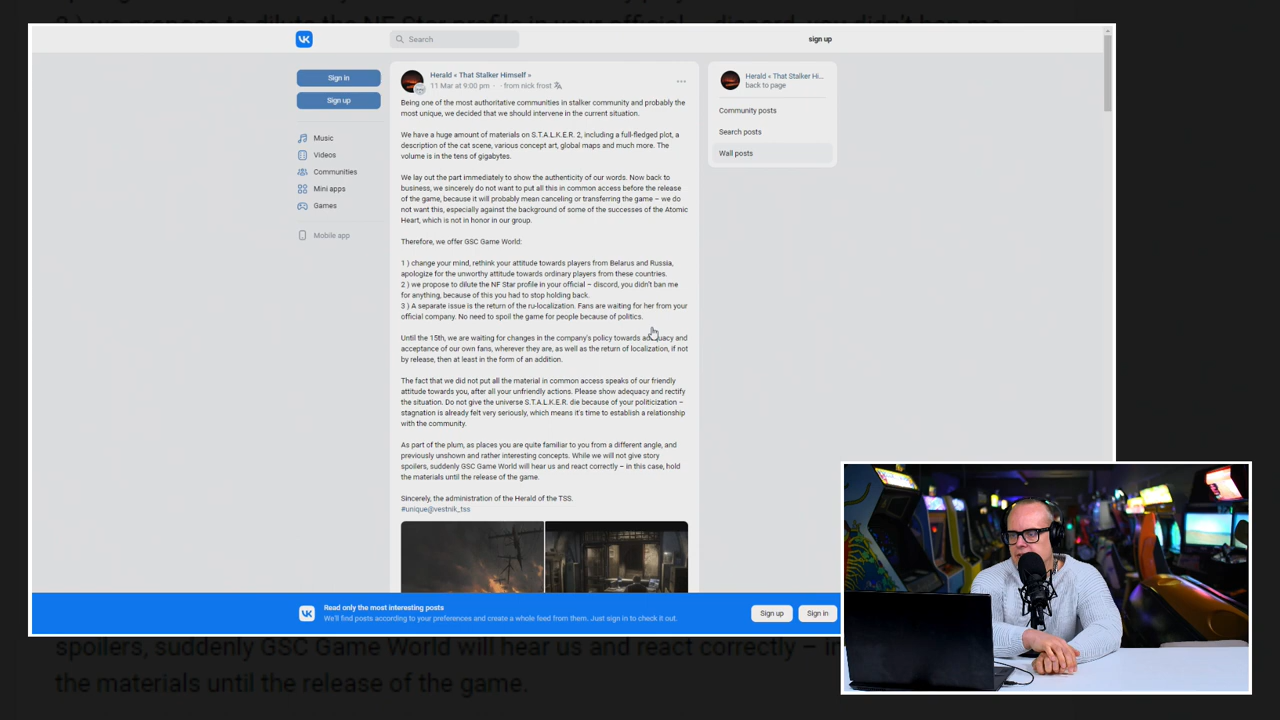 2 ) we propose to dilute the NF Star profile in your official – discord, you didn't ban me
VK
Search
sign up
Sign in
Sign up
Music
Videos
Communities
Mini apps
Games
Mobile app
Herald « That Stalker Himself »
11 Mar at 9:00 pm · · from nick frost
Being one of the most authoritative communities in stalker community and probably the
most unique, we decided that we should intervene in the current situation.
We have a huge amount of materials on S.T.A.L.K.E.R. 2, including a full-fledged plot, a
description of the cat scene, various concept art, global maps and much more. The
volume is in the tens of gigabytes.
We lay out the part immediately to show the authenticity of our words. Now back to
business, we sincerely do not want to put all this in common access before the release
of the game, because it will probably mean canceling or transferring the game – we do
not want this, especially against the background of some of the successes of the Atomic
Heart, which is not in honor in our group.
Therefore, we offer GSC Game World:
1 ) change your mind, rethink your attitude towards players from Belarus and Russia,
apologize for the unworthy attitude towards ordinary players from these countries.
2 ) we propose to dilute the NF Star profile in your official – discord, you didn't ban me
for anything, because of this you had to stop holding back.
3 ) A separate issue is the return of the ru-localization. Fans are waiting for her from your
official company. No need to spoil the game for people because of politics.
Until the 15th, we are waiting for changes in the company's policy towards adequacy and
acceptance of our own fans, wherever they are, as well as the return of localization, if not
by release, then at least in the form of an addition.
The fact that we did not put all the material in common access speaks of our friendly
attitude towards you, after all your unfriendly actions. Please show adequacy and rectify
the situation. Do not give the universe S.T.A.L.K.E.R. die because of your politicization –
stagnation is already felt very seriously, which means it's time to establish a relationship
with the community.
As part of the plum, as places you are quite familiar to you from a different angle, and
previously unshown and rather interesting concepts. While we will not give story
spoilers, suddenly GSC Game World will hear us and react correctly – in this case, hold
the materials until the release of the game.
Sincerely, the administration of the Herald of the TSS.
#unique@vestnik_tss
Herald « That Stalker Hi...
back to page
Community posts
Search posts
Wall posts
VK
Read only the most interesting posts
We'll find posts according to your preferences and create a whole feed from them. Just sign in to check it out.
Sign up
Sign in
spoilers, suddenly GSC Game World will hear us and react correctly – in
the materials until the release of the game.